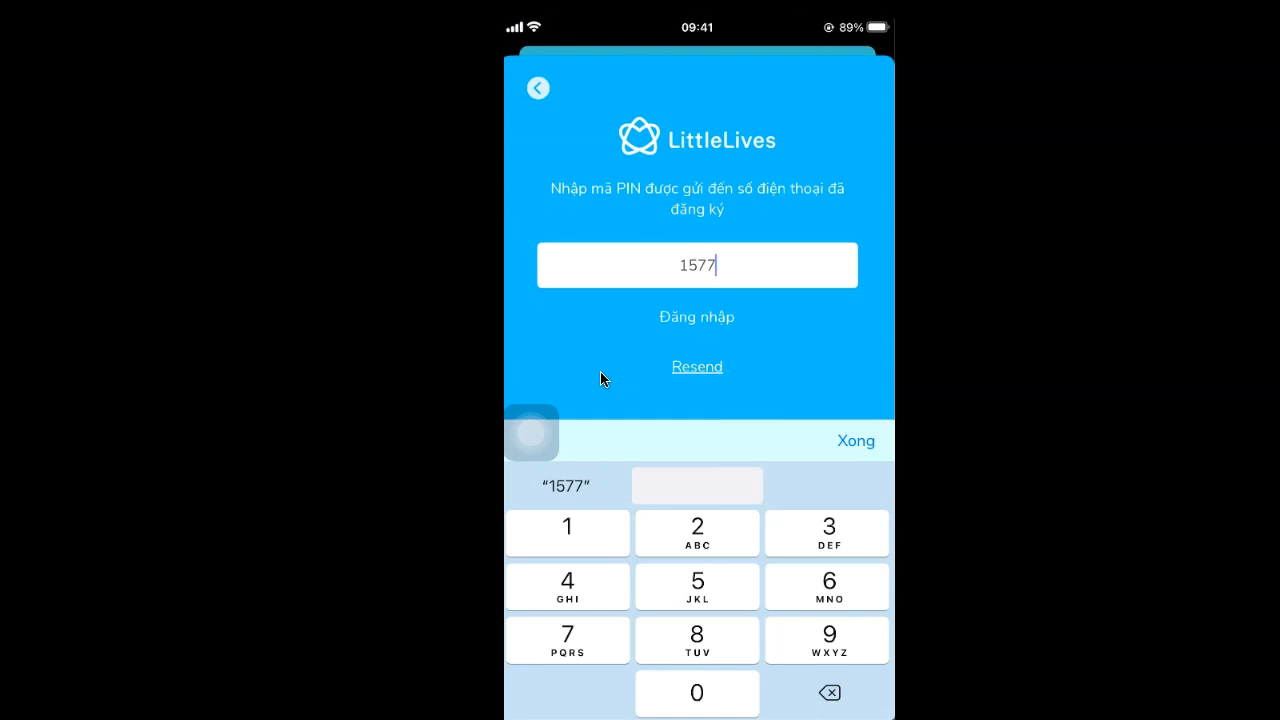 09:41
89%
LittleLives
Nhập mã PIN được gửi đến số điện thoại đã
đăng ký
1577
Đăng nhập
Resend
Xong
“1577”
1 2 3
ABC DEF
4 5 6
GHI JKL MNO
7 8 9
PQRS TUV WXYZ
0